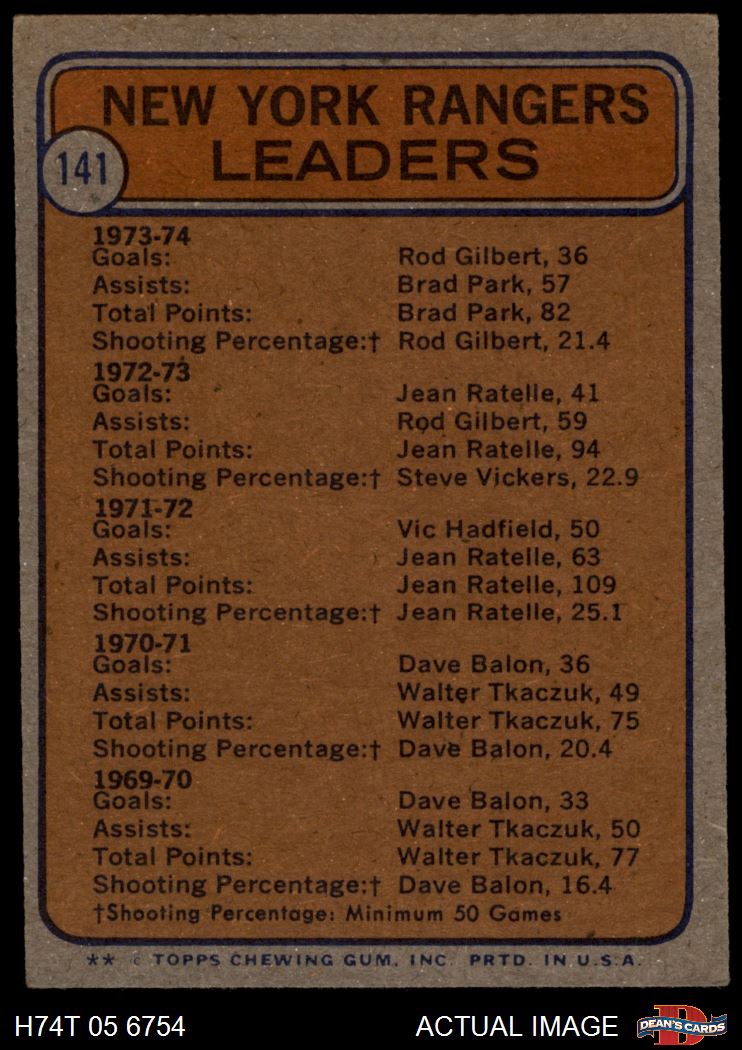 NEW YORK RANGERS
LEADERS
141
1973-74
Goals: Rod Gilbert, 36
Assists: Brad Park, 57
Total Points: Brad Park, 82
Shooting Percentage:† Rod Gilbert, 21.4
1972-73
Goals: Jean Ratelle, 41
Assists: Rod Gilbert, 59
Total Points: Jean Ratelle, 94
Shooting Percentage:† Steve Vickers, 22.9
1971-72
Goals: Vic Hadfield, 50
Assists: Jean Ratelle, 63
Total Points: Jean Ratelle, 109
Shooting Percentage:† Jean Ratelle, 25.1
1970-71
Goals: Dave Balon, 36
Assists: Walter Tkaczuk, 49
Total Points: Walter Tkaczuk, 75
Shooting Percentage:† Dave Balon, 20.4
1969-70
Goals: Dave Balon, 33
Assists: Walter Tkaczuk, 50
Total Points: Walter Tkaczuk, 77
Shooting Percentage:† Dave Balon, 16.4
†Shooting Percentage: Minimum 50 Games
** © TOPPS CHEWING GUM, INC. PRTD. IN U.S.A.
H74T 05 6754 ACTUAL IMAGE D DEAN'S CARDS